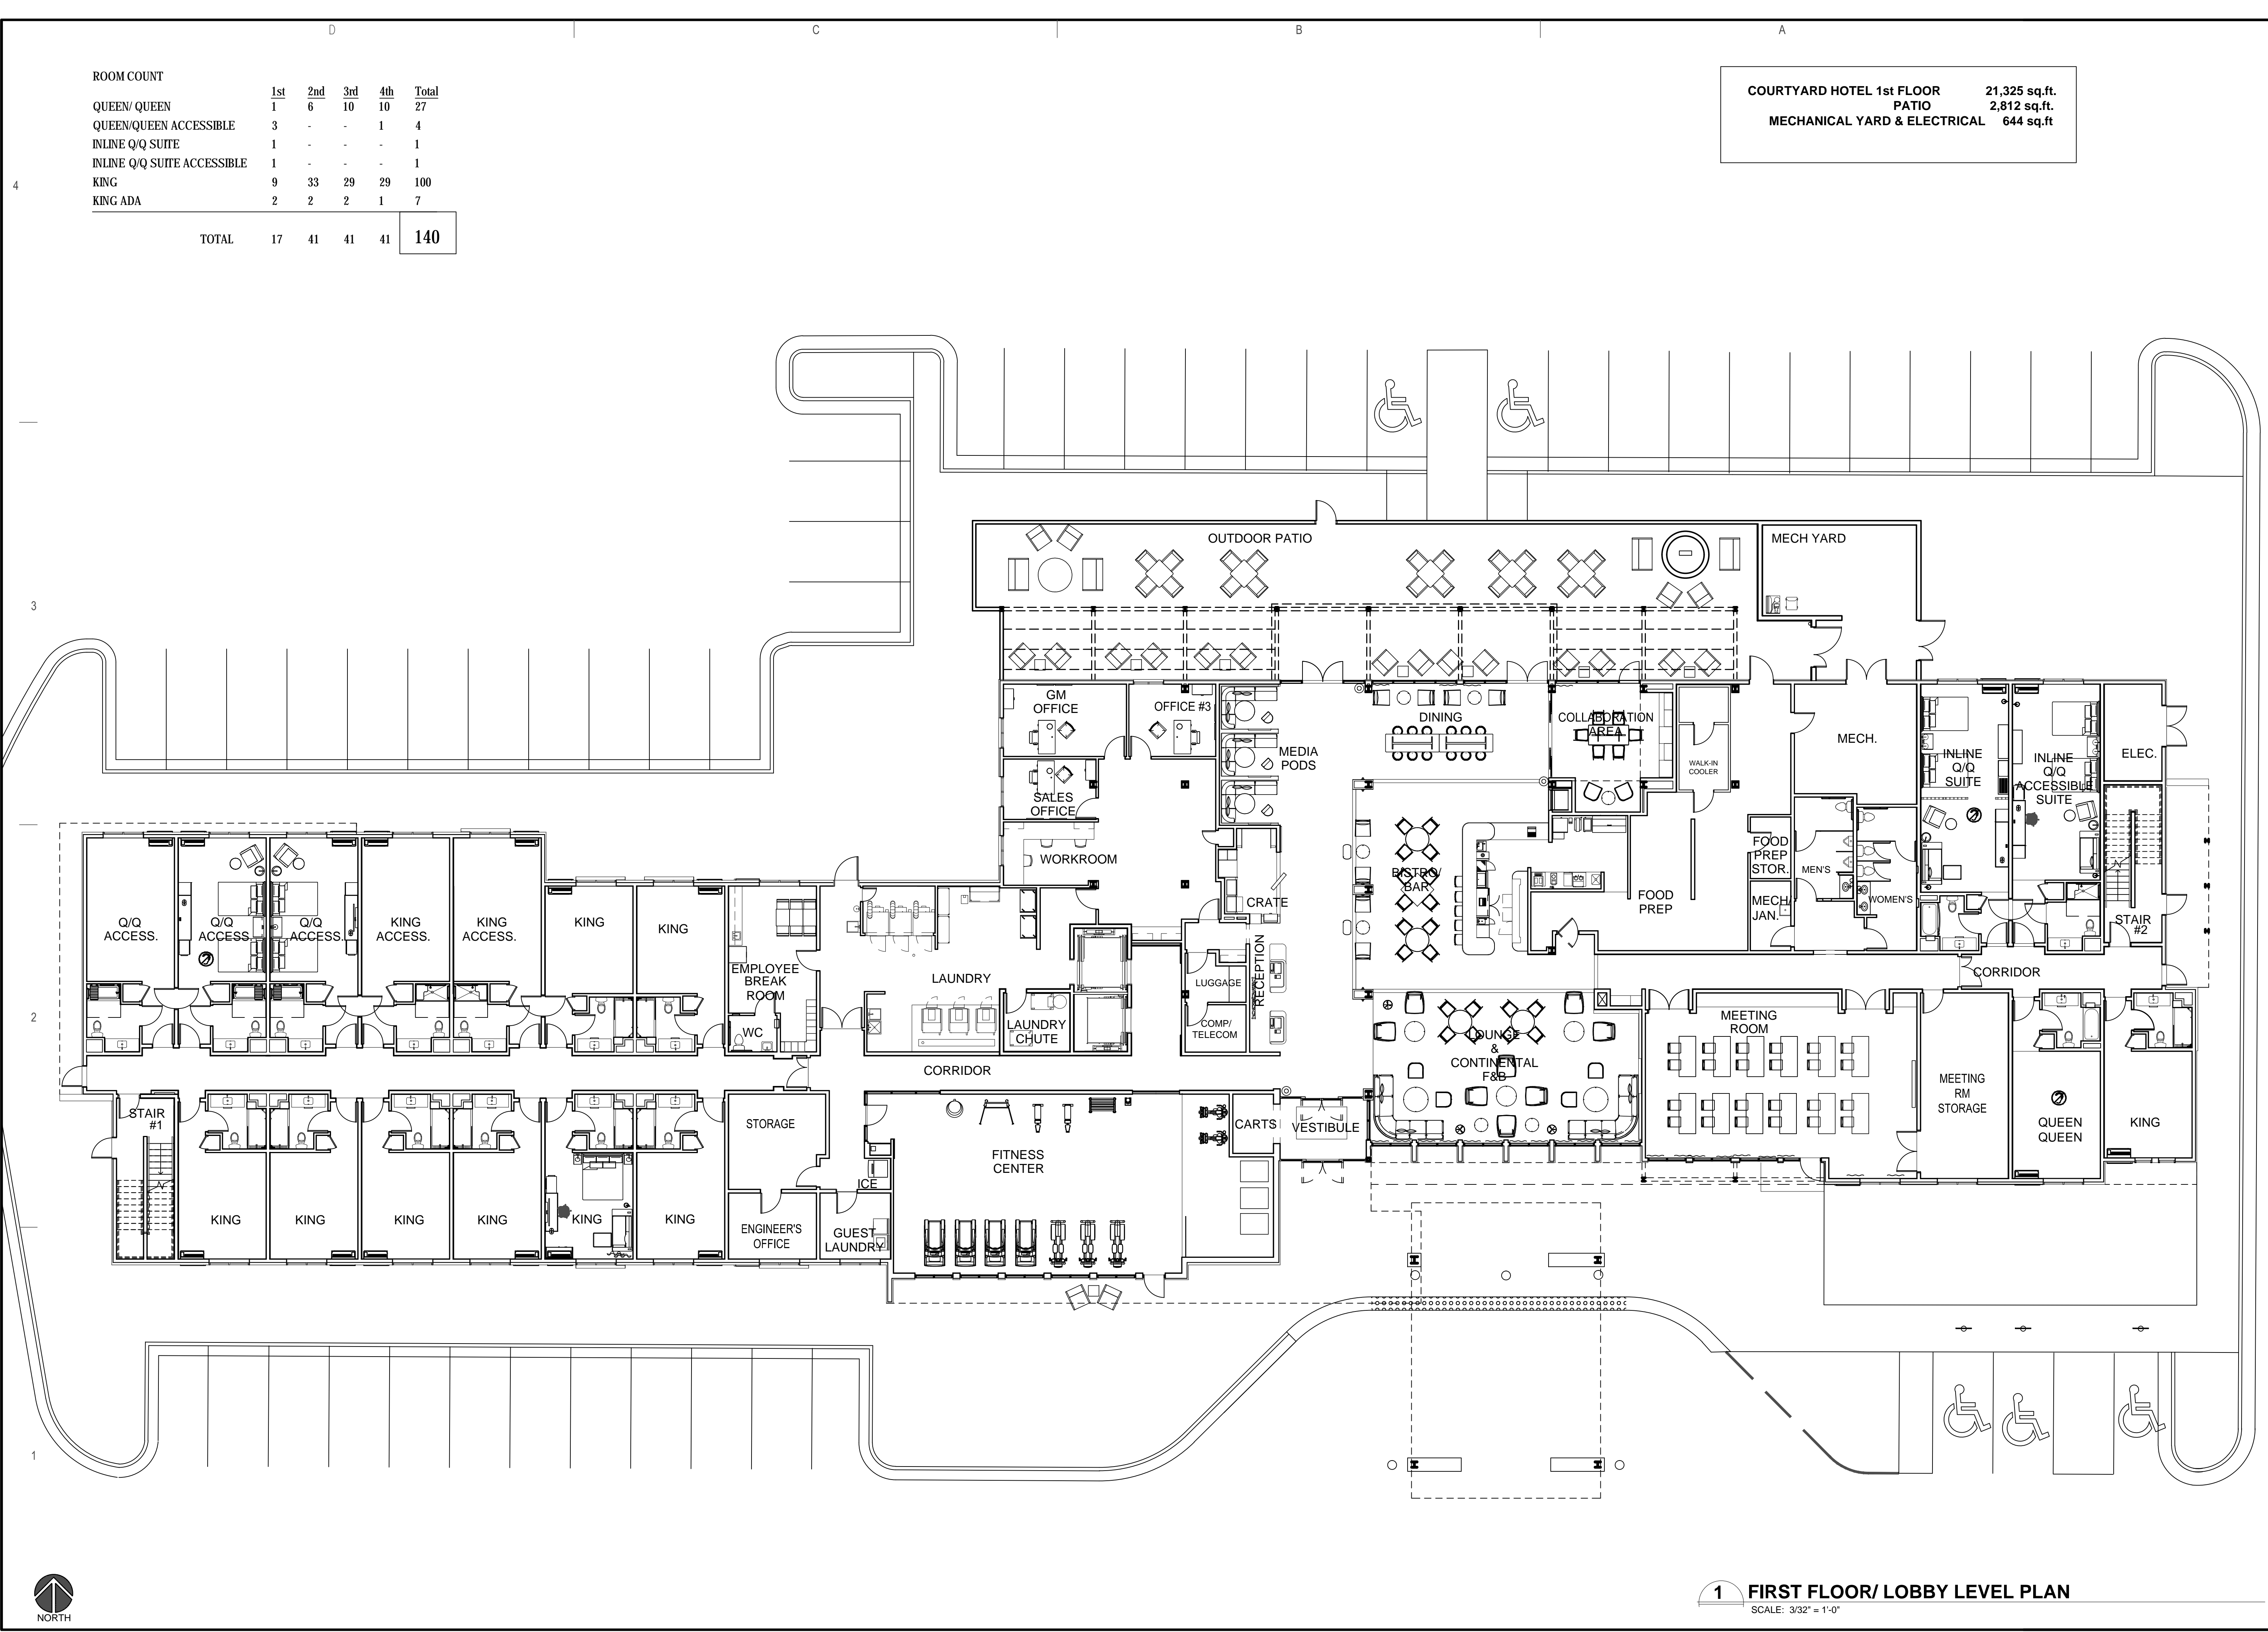 D C B A
ROOM COUNT
1st 2nd 3rd 4th Total
QUEEN/ QUEEN 1 6 10 10 27
QUEEN/QUEEN ACCESSIBLE 3 - - 1 4
INLINE Q/Q SUITE 1 - - - 1
INLINE Q/Q SUITE ACCESSIBLE 1 - - - 1
KING 9 33 29 29 100
KING ADA 2 2 2 1 7
TOTAL 17 41 41 41 140
COURTYARD HOTEL 1st FLOOR 21,325 sq.ft.
PATIO 2,812 sq.ft.
MECHANICAL YARD & ELECTRICAL 644 sq.ft
4
3
2
1
OUTDOOR PATIO
MECH YARD
GM
OFFICE
OFFICE #3
SALES
OFFICE
WORKROOM
MEDIA
PODS
DINING
COLLABORATION
AREA
WALK-IN
COOLER
MECH.
INLINE
Q/Q
SUITE
INLINE
Q/Q
ACCESSIBLE
SUITE
ELEC.
BISTRO/
BAR
CRATE
FOOD
PREP
FOOD
PREP
STOR.
MECH/
JAN.
MEN'S
WOMEN'S
STAIR
#2
CORRIDOR
Q/Q
ACCESS.
Q/Q
ACCESS.
Q/Q
ACCESS.
KING
ACCESS.
KING
ACCESS.
KING
KING
EMPLOYEE
BREAK
ROOM
WC
LAUNDRY
LAUNDRY
CHUTE
LUGGAGE
COMP/
TELECOM
RECEPTION
LOUNGE
&
CONTINENTAL
F&B
MEETING
ROOM
MEETING
RM
STORAGE
QUEEN
QUEEN
KING
CORRIDOR
STAIR
#1
KING
KING
KING
KING
KING
KING
STORAGE
ENGINEER'S
OFFICE
ICE
GUEST
LAUNDRY
FITNESS
CENTER
CARTS
VESTIBULE
NORTH
1 FIRST FLOOR/ LOBBY LEVEL PLAN
SCALE: 3/32" = 1'-0"